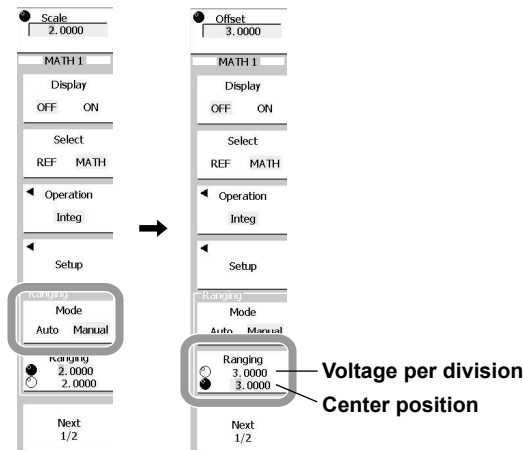 Scale
2.0000
MATH 1
Display
OFF ON
Select
REF MATH
Operation
Integ
Setup
Ranging
Mode
Auto Manual
Ranging
2.0000
2.0000
Next
1/2
Offset
3.0000
MATH 1
Display
OFF ON
Select
REF MATH
Operation
Integ
Setup
Ranging
Mode
Auto Manual
Ranging
3.0000
3.0000
Next
1/2
Voltage per division
Center position